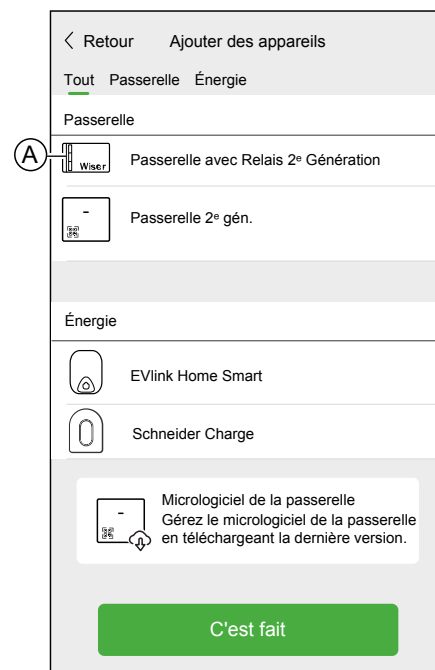 < Retour Ajouter des appareils
Tout Passerelle Énergie
Passerelle
A
Wiser
Passerelle avec Relais 2ᵉ Génération
Passerelle 2ᵉ gén.
Énergie
EVlink Home Smart
Schneider Charge
Micrologiciel de la passerelle
Gérez le micrologiciel de la passerelle
en téléchargeant la dernière version.
C'est fait